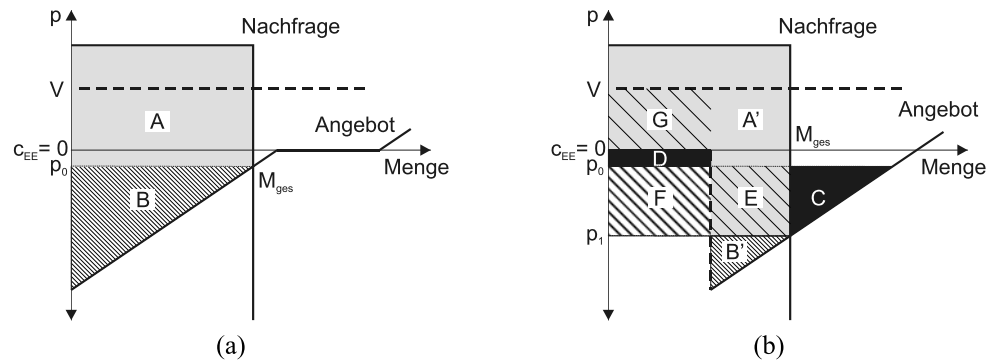 p
Nachfrage
V
A
Angebot
c_EE = 0
Menge
p_0
M_ges
B
(a)
p
Nachfrage
V
G
A'
Angebot
M_ges
c_EE = 0
D
Menge
p_0
F
E
C
p_1
B'
(b)